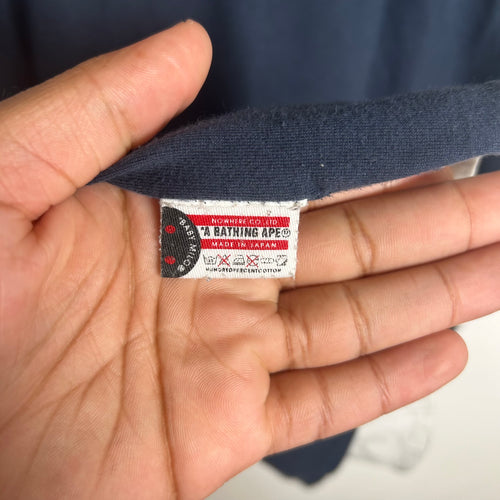 NOWHERE CO.,LTD
"A BATHING APE®
MADE IN JAPAN
HUNDREDPERCENTCOTTON
BABY MILO®